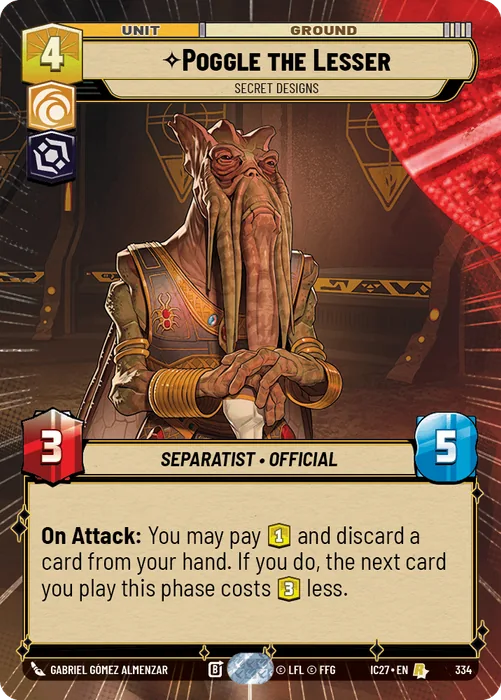 UNIT
GROUND
4
✧POGGLE THE LESSER
SECRET DESIGNS
3
5
SEPARATIST • OFFICIAL
On Attack: You may pay 1 and discard a
card from your hand. If you do, the next card
you play this phase costs 3 less.
GABRIEL GÓMEZ ALMENZAR
B
© LFL © FFG
IC27 • EN
R
334